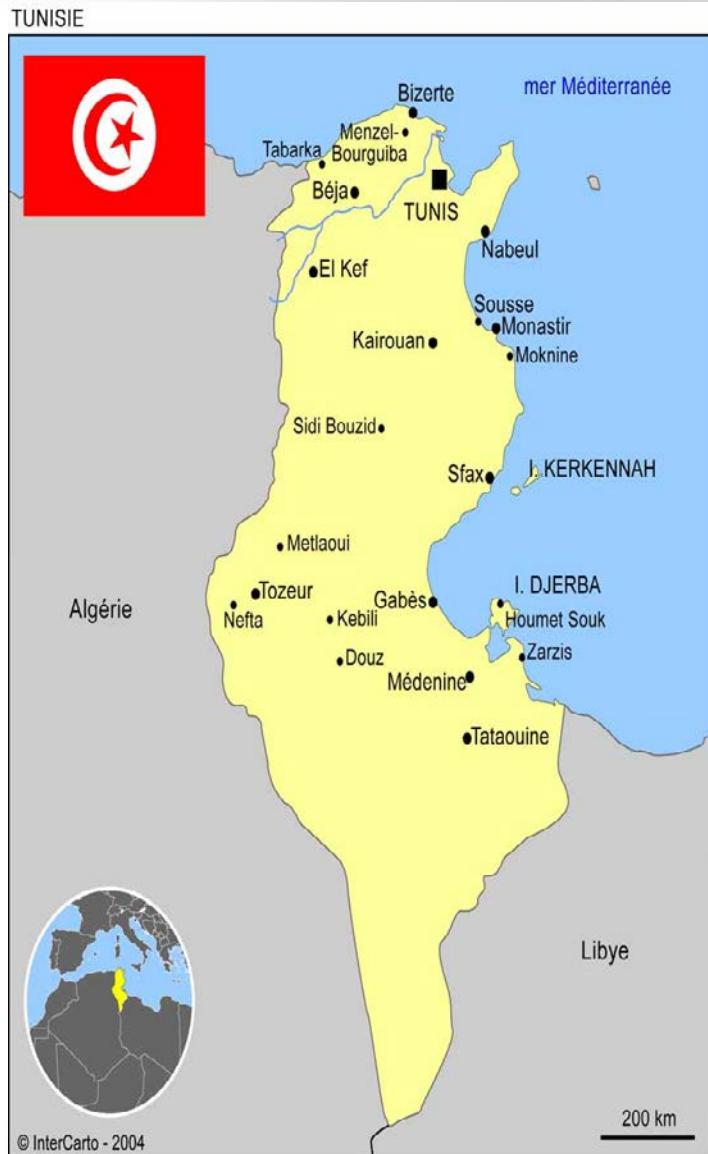 TUNISIE
mer Méditerranée
Bizerte
Menzel-
Bourguiba
Tabarka
Béja
TUNIS
Nabeul
El Kef
Sousse
Monastir
Kairouan
Moknine
Sidi Bouzid
Sfax
I. KERKENNAH
Metlaoui
Tozeur
Nefta
Kebili
Gabès
I. DJERBA
Houmet Souk
Algérie
Douz
Zarzis
Médenine
Tataouine
Libye
200 km
© InterCarto - 2004